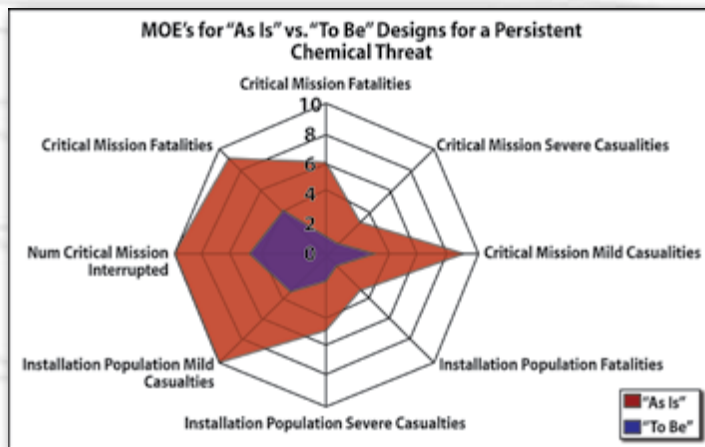 MOE's for "As Is" vs. "To Be" Designs for a Persistent
Chemical Threat
Critical Mission Fatalities
10
8
6
4
2
0
Critical Mission Fatalities
Critical Mission Severe Casualities
Num Critical Mission
Interrupted
Critical Mission Mild Casualities
Installation Population Mild
Casualties
Installation Population Fatalities
Installation Population Severe Casualties
"As Is"
"To Be"